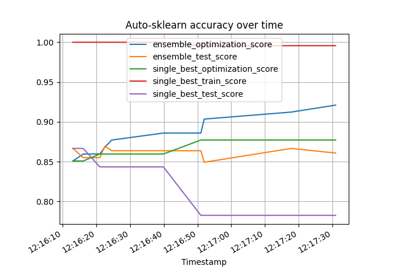 Auto-sklearn accuracy over time
1.00
0.95
0.90
0.85
0.80
ensemble_optimization_score
ensemble_test_score
single_best_optimization_score
single_best_train_score
single_best_test_score
12:16:10
12:16:20
12:16:30
12:16:40
12:16:50
12:17:00
12:17:10
12:17:20
12:17:30
Timestamp